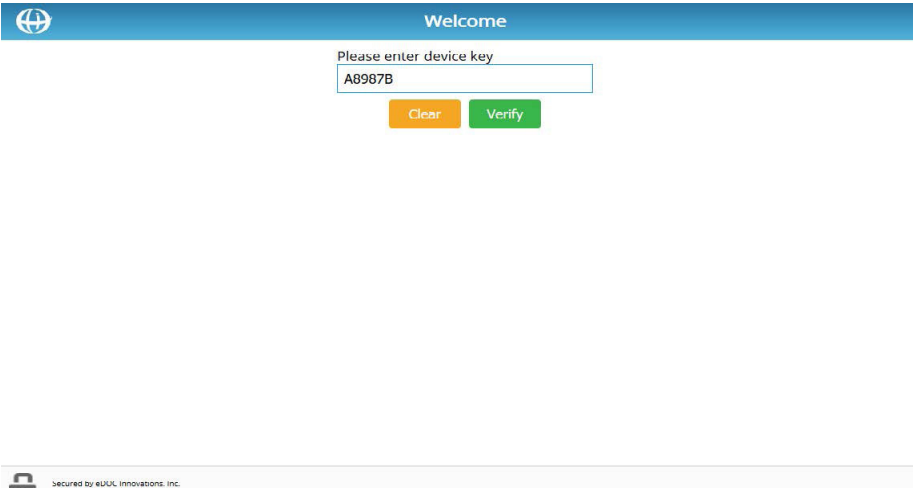 Welcome
Please enter device key
A8987B
Clear Verify
Secured by eDOC Innovations, Inc.